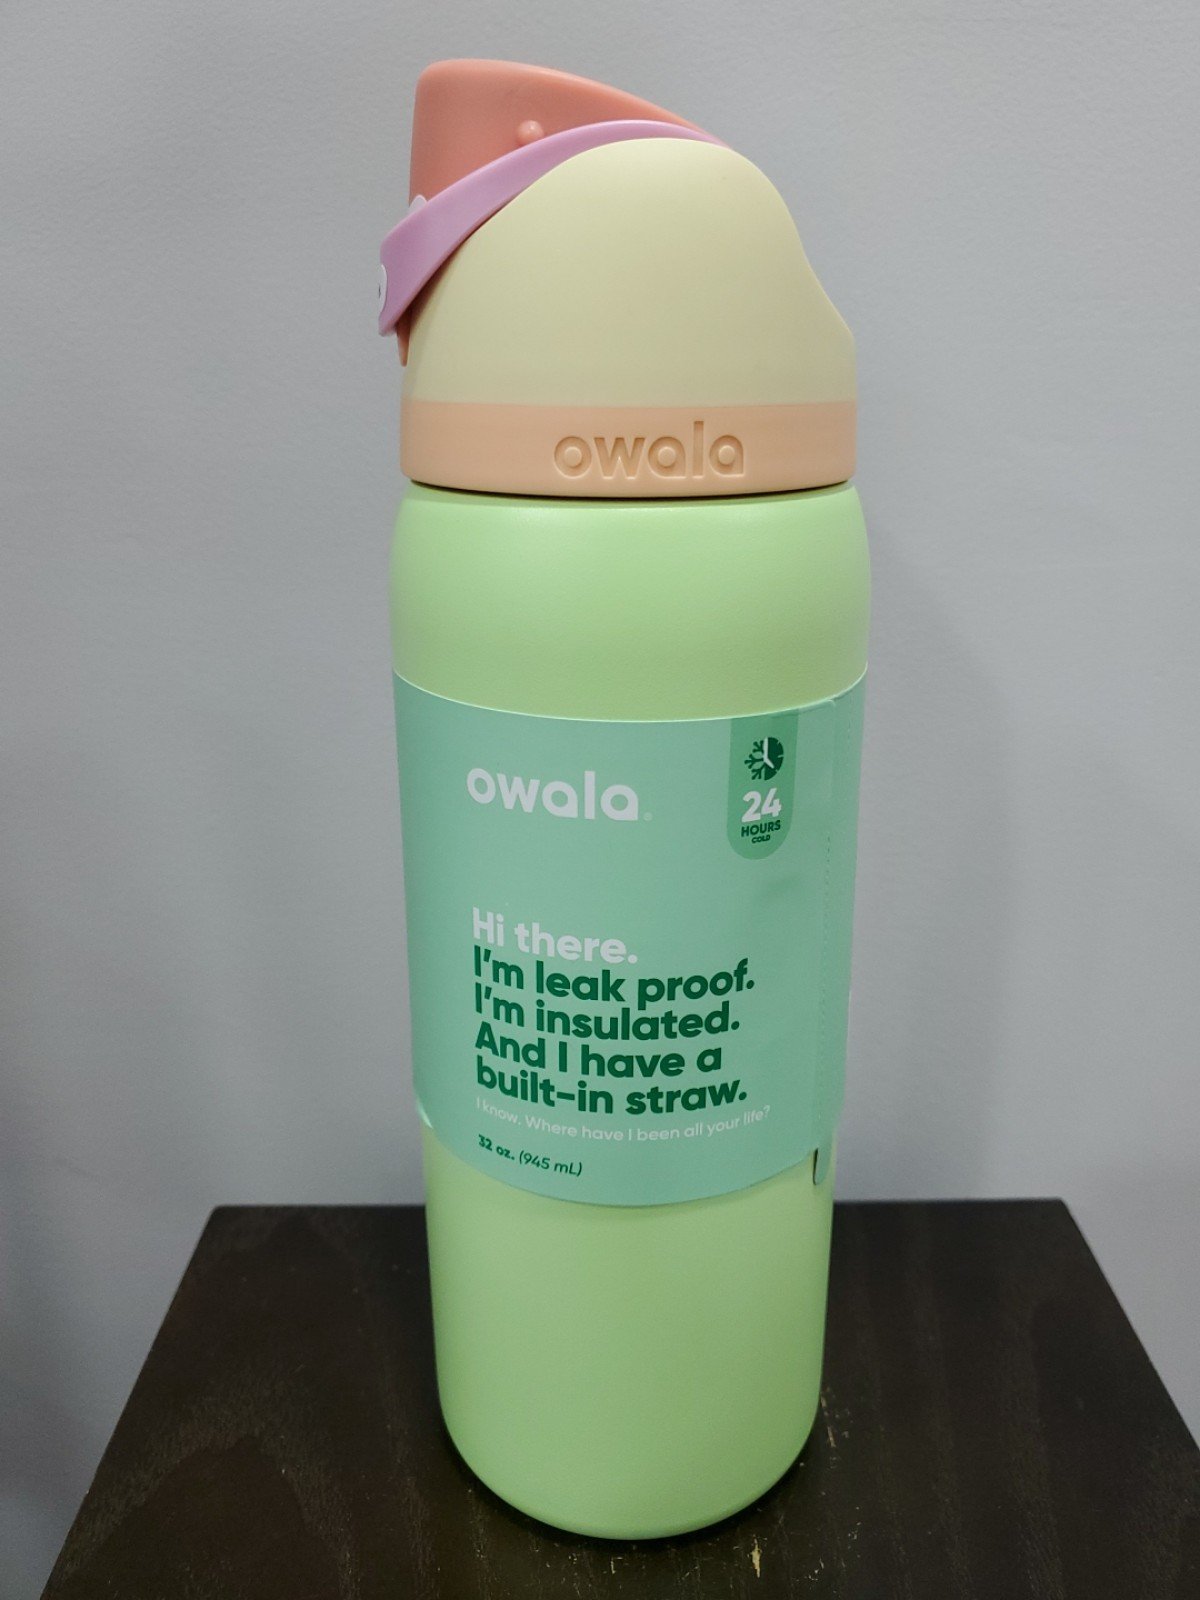 owala
owala
24
HOURS
COLD
Hi there.
I'm leak proof.
I'm insulated.
And I have a
built-in straw.
I know. Where have I been all your life?
32 oz. (945 mL)